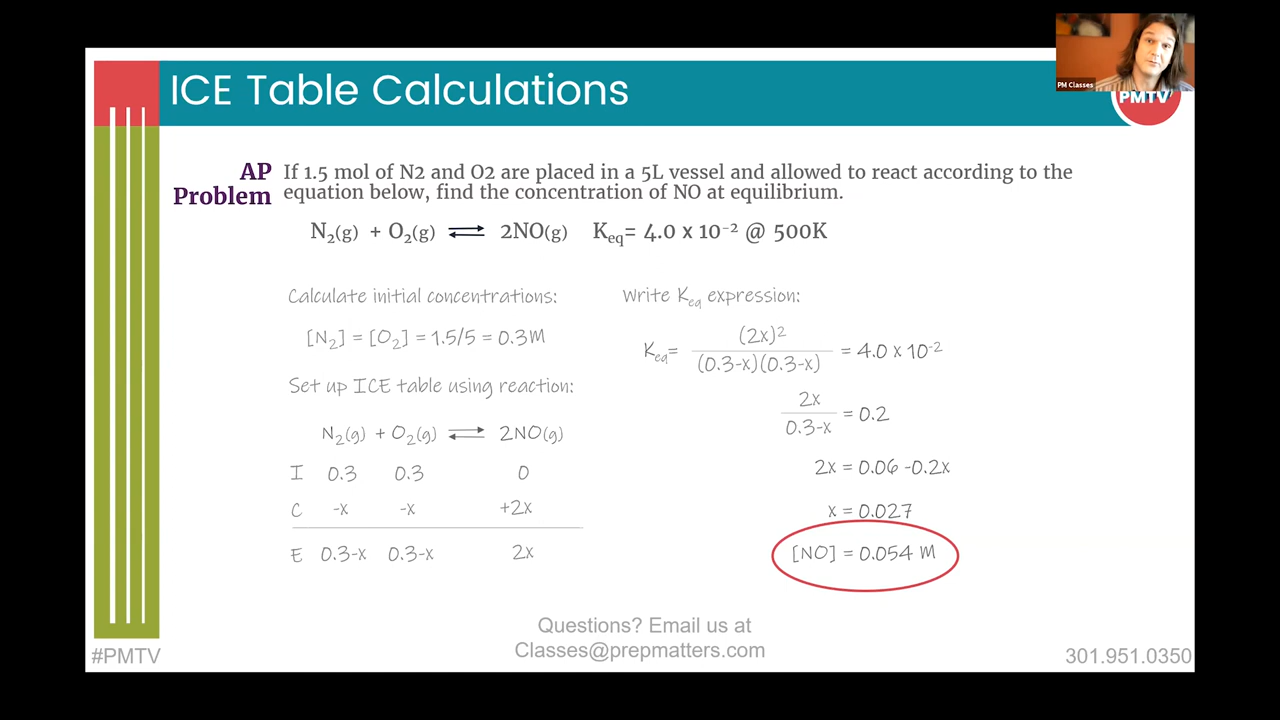 PM Classes
PMTV
ICE Table Calculations
AP Problem
If 1.5 mol of N2 and O2 are placed in a 5L vessel and allowed to react according to the
equation below, find the concentration of NO at equilibrium.
N₂(g) + O₂(g) ⇌ 2NO(g) Keq= 4.0 x 10⁻² @ 500K
Calculate initial concentrations:
[N₂] = [O₂] = 1.5/5 = 0.3M
Set up ICE table using reaction:
N₂(g) + O₂(g) ⇌ 2NO(g)
I 0.3 0.3 0
C -x -x +2x
E 0.3-x 0.3-x 2x
Write Keq expression:
Keq= (2x)² / (0.3-x)(0.3-x) = 4.0 x 10⁻²
2x / 0.3-x = 0.2
2x = 0.06 -0.2x
x = 0.027
[NO] = 0.054 M
Questions? Email us at
Classes@prepmatters.com
#PMTV
301.951.0350